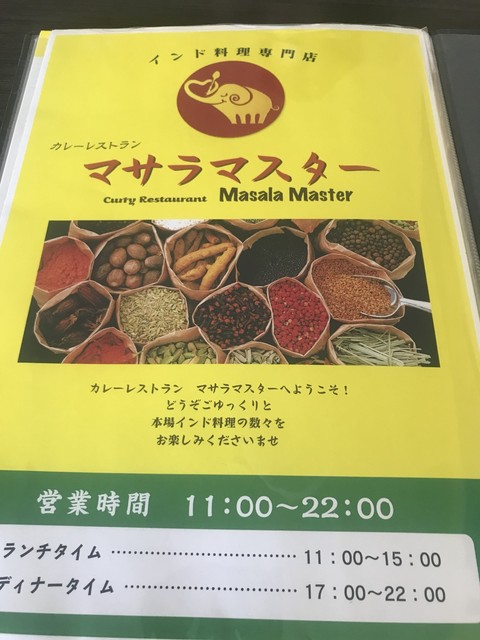 インド料理専門店
カレーレストラン
マサラマスター
Curry Restaurant Masala Master
カレーレストラン マサラマスターへようこそ！
どうぞごゆっくりと
本場インド料理の数々を
お楽しみくださいませ
営業時間 11:00～22:00
ランチタイム ･･････････････････････････････ 11：00～15：00
ディナータイム ･･････････････････････････ 17：00～22：00